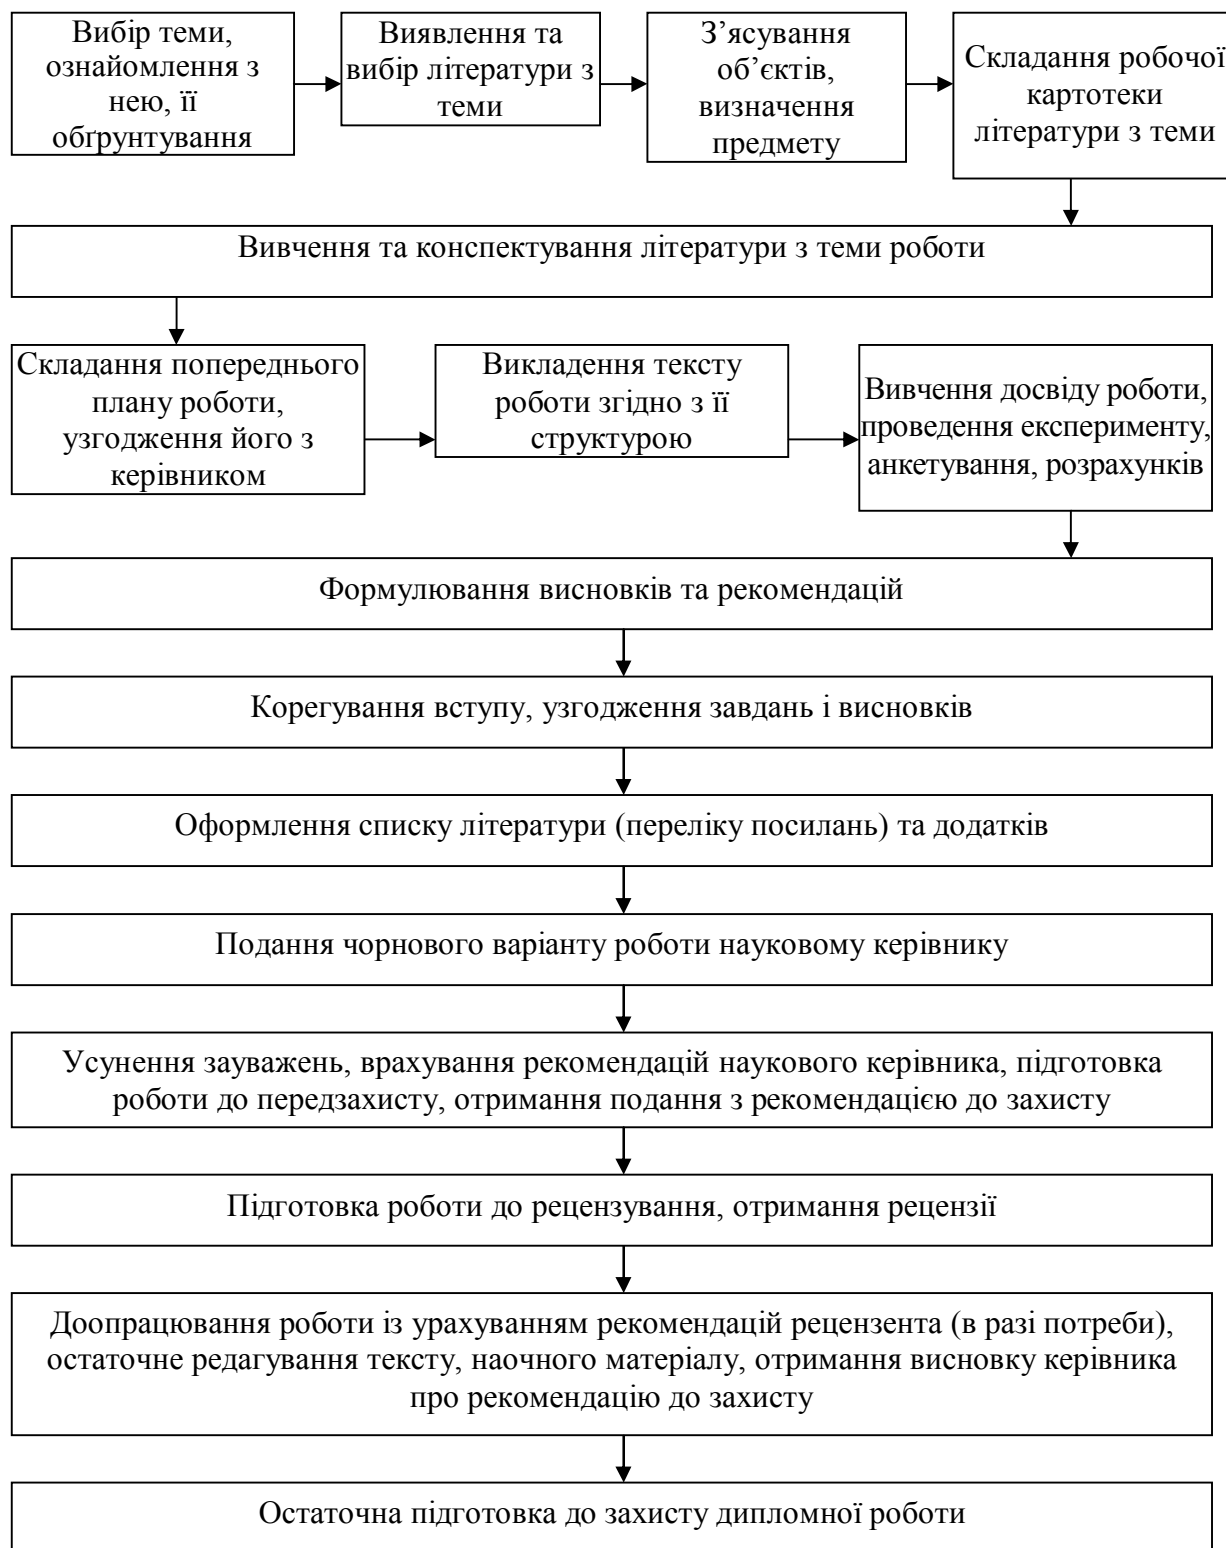 Вибір теми,
ознайомлення з
нею, її
обґрунтування
Виявлення та
вибір літератури з
теми
З’ясування
об’єктів,
визначення
предмету
Складання робочої
картотеки
літератури з теми
Вивчення та конспектування літератури з теми роботи
Складання попереднього
плану роботи,
узгодження його з
керівником
Викладення тексту
роботи згідно з її
структурою
Вивчення досвіду роботи,
проведення експерименту,
анкетування, розрахунків
Формулювання висновків та рекомендацій
Корегування вступу, узгодження завдань і висновків
Оформлення списку літератури (переліку посилань) та додатків
Подання чорнового варіанту роботи науковому керівнику
Усунення зауважень, врахування рекомендацій наукового керівника, підготовка
роботи до передзахисту, отримання подання з рекомендацією до захисту
Підготовка роботи до рецензування, отримання рецензії
Доопрацювання роботи із урахуванням рекомендацій рецензента (в разі потреби),
остаточне редагування тексту, наочного матеріалу, отримання висновку керівника
про рекомендацію до захисту
Остаточна підготовка до захисту дипломної роботи